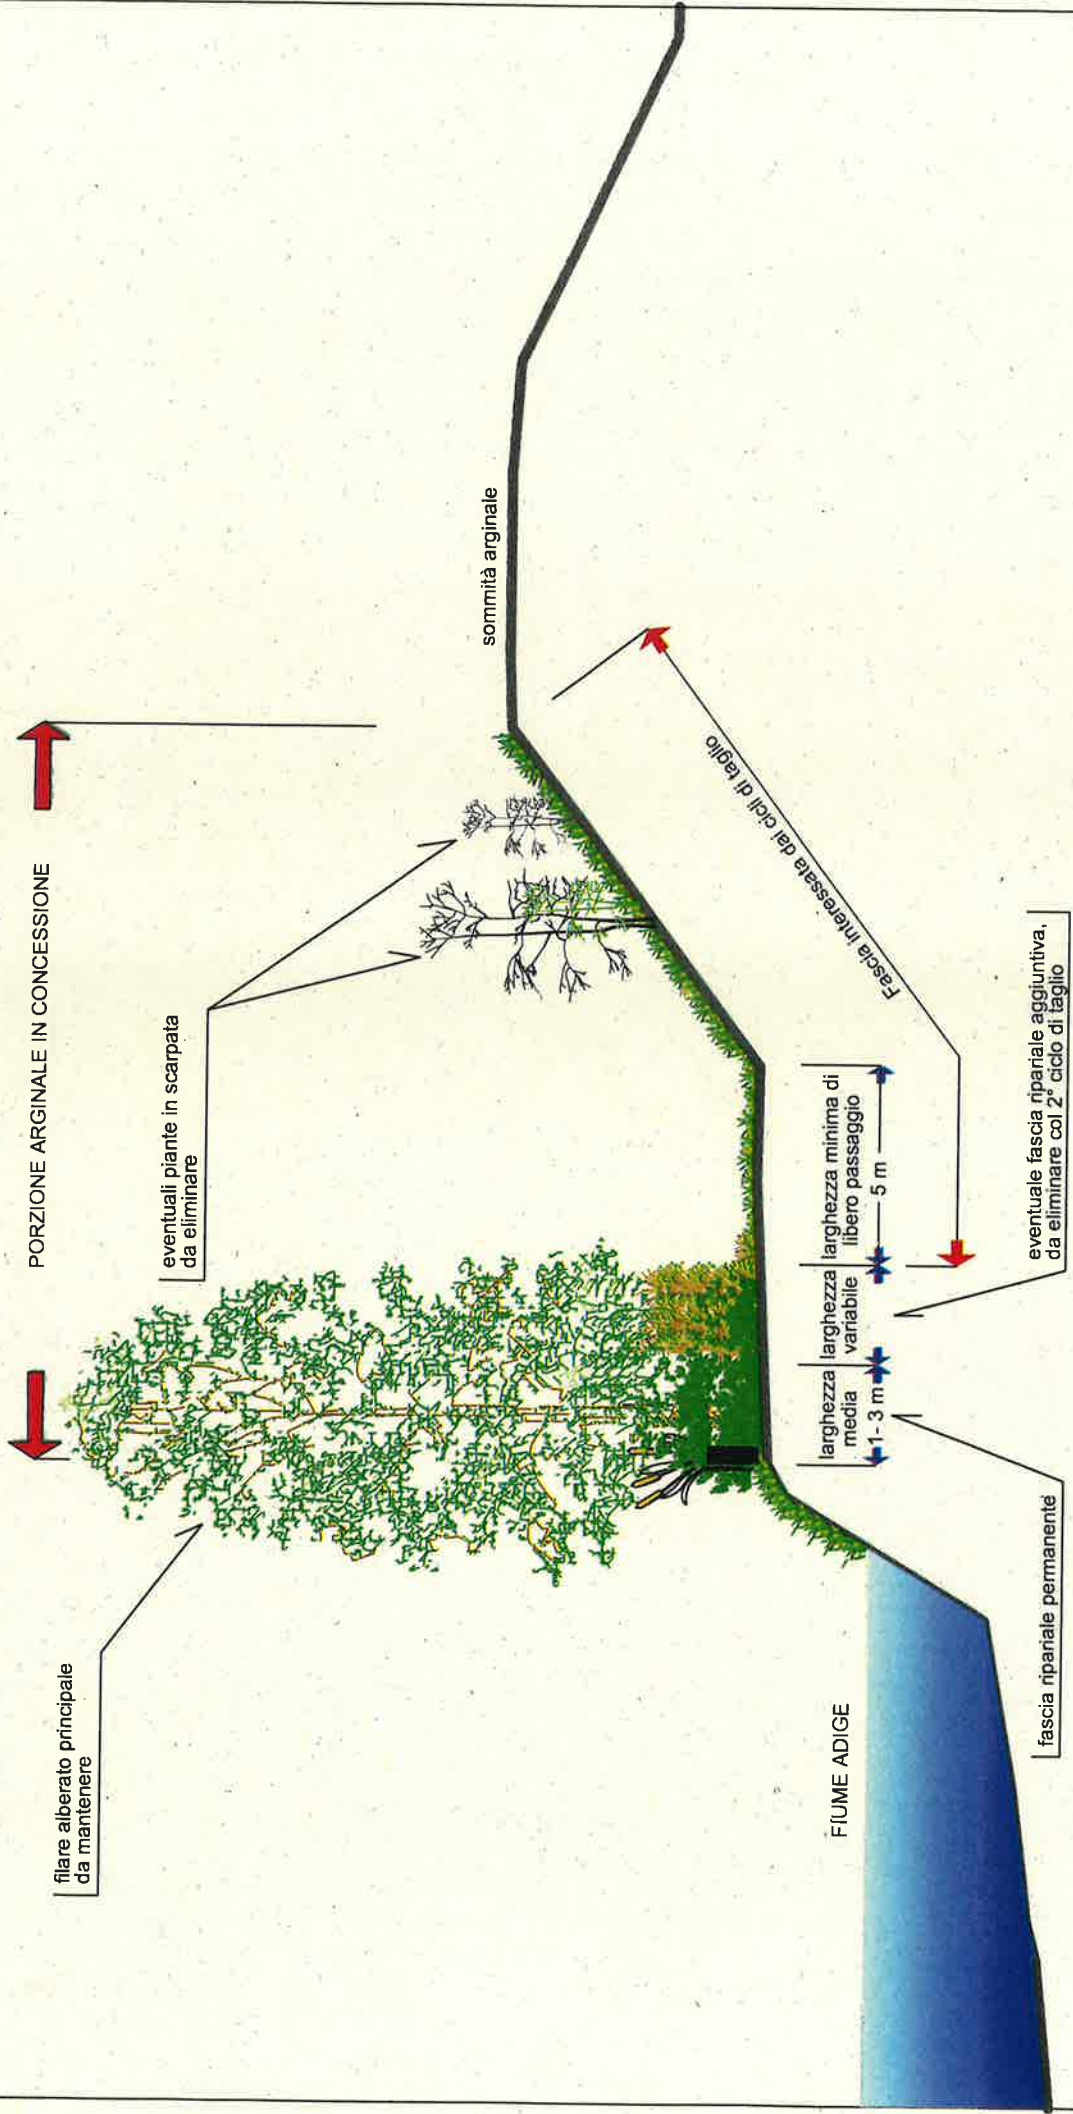 PORZIONE ARGINALE IN CONCESSIONE
filare alberato principale
da mantenere
eventuali piante in scarpata
da eliminare
sommità arginale
FIUME ADIGE
larghezza
media
1- 3 m
larghezza
variabile
larghezza minima di
libero passaggio
5 m
Fascia interessata dai cicli di taglio
fascia ripariale permanente
eventuale fascia ripariale aggiuntiva,
da eliminare col 2° ciclo di taglio